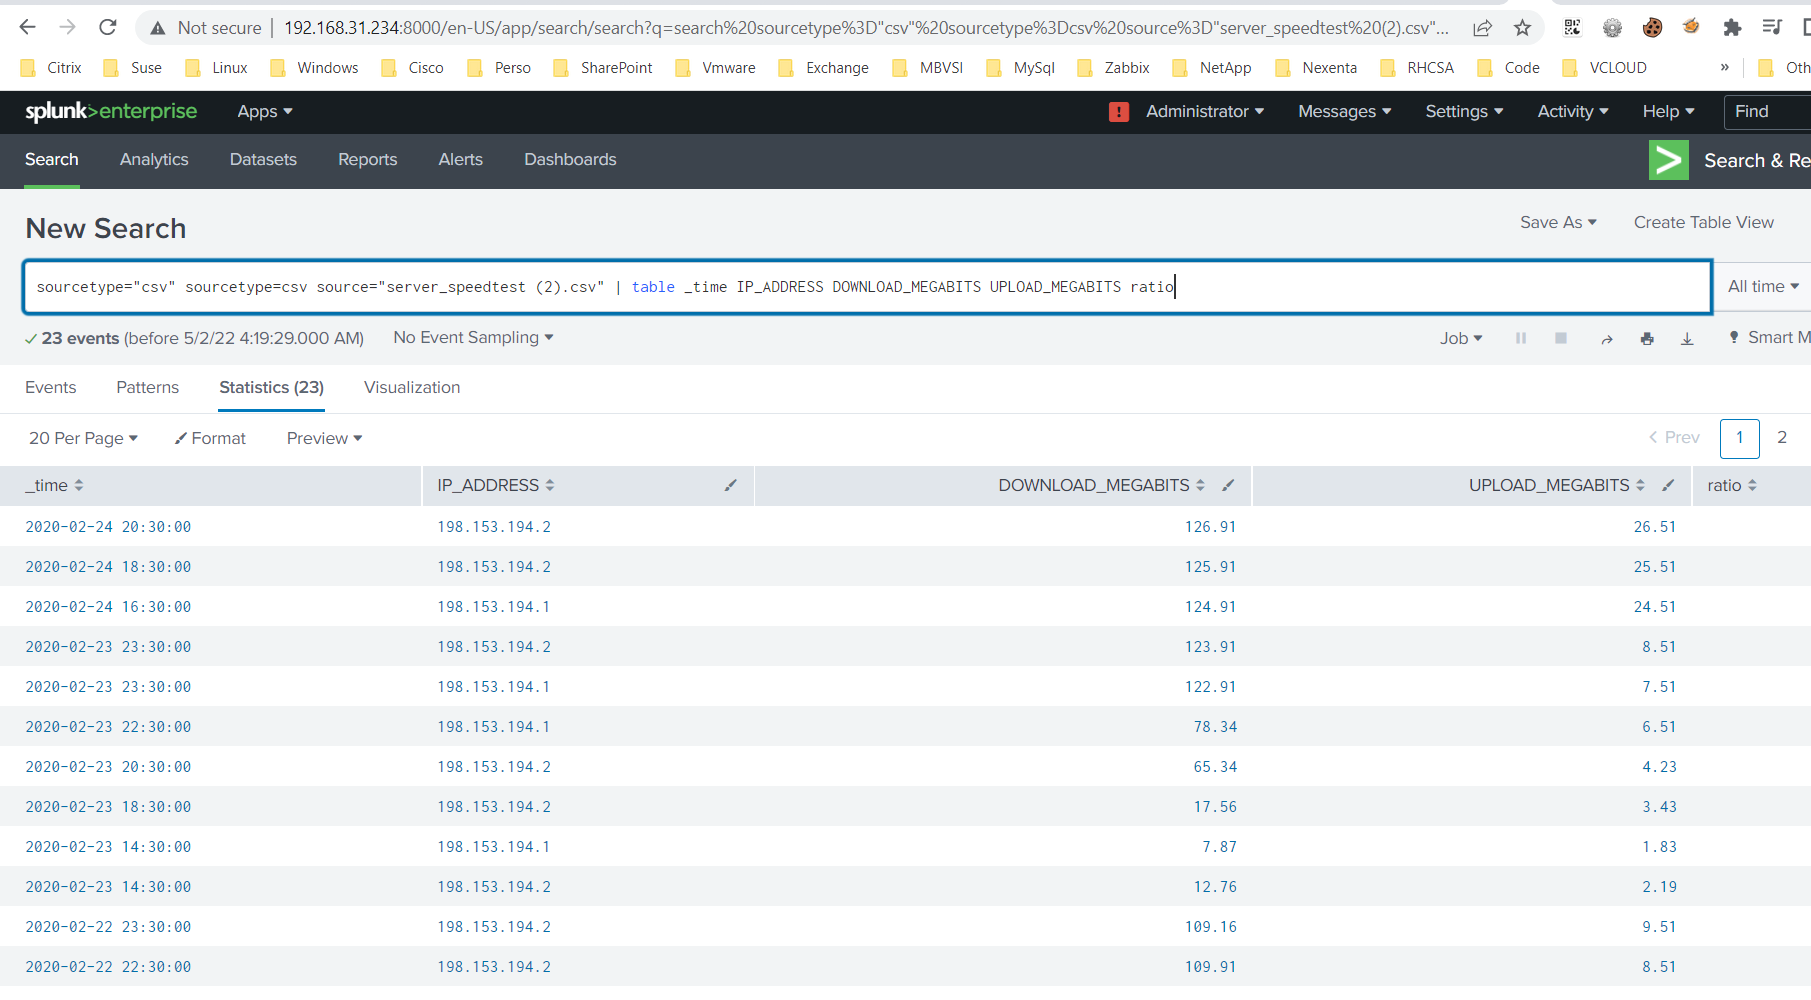 Not secure | 192.168.31.234:8000/en-US/app/search/search?q=search%20sourcetype%3D"csv"%20sourcetype%3Dcsv%20source%3D"server_speedtest%20(2).csv"...
Citrix Suse Linux Windows Cisco Perso SharePoint Vmware Exchange MBVSI MySql Zabbix NetApp Nexenta RHCSA Code VCLOUD » Oth
splunk>enterprise Apps ! Administrator Messages Settings Activity Help Find
Search Analytics Datasets Reports Alerts Dashboards > Search & Re
New Search Save As Create Table View
sourcetype="csv" sourcetype=csv source="server_speedtest (2).csv" | table _time IP_ADDRESS DOWNLOAD_MEGABITS UPLOAD_MEGABITS ratio All time
23 events (before 5/2/22 4:19:29.000 AM) No Event Sampling Job Smart M
Events Patterns Statistics (23) Visualization
20 Per Page Format Preview < Prev 1 2
_time IP_ADDRESS DOWNLOAD_MEGABITS UPLOAD_MEGABITS ratio
2020-02-24 20:30:00 198.153.194.2 126.91 26.51
2020-02-24 18:30:00 198.153.194.2 125.91 25.51
2020-02-24 16:30:00 198.153.194.1 124.91 24.51
2020-02-23 23:30:00 198.153.194.2 123.91 8.51
2020-02-23 23:30:00 198.153.194.1 122.91 7.51
2020-02-23 22:30:00 198.153.194.1 78.34 6.51
2020-02-23 20:30:00 198.153.194.2 65.34 4.23
2020-02-23 18:30:00 198.153.194.2 17.56 3.43
2020-02-23 14:30:00 198.153.194.1 7.87 1.83
2020-02-23 14:30:00 198.153.194.2 12.76 2.19
2020-02-22 23:30:00 198.153.194.2 109.16 9.51
2020-02-22 22:30:00 198.153.194.2 109.91 8.51